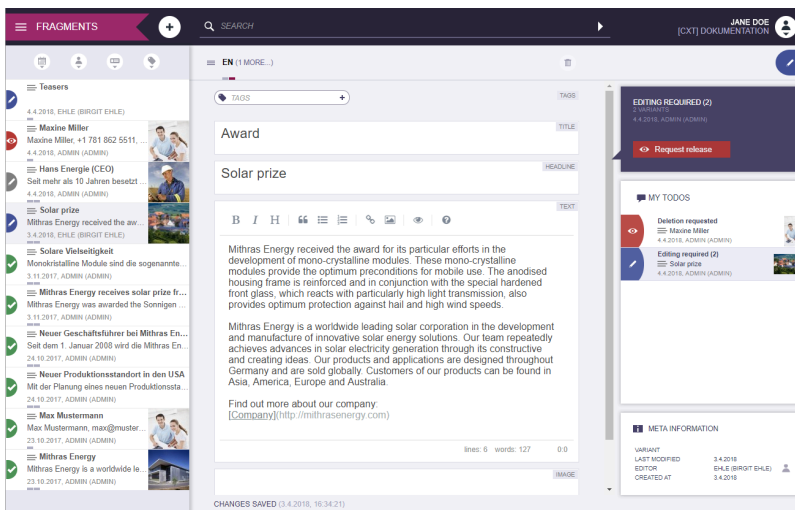 FRAGMENTS
SEARCH
JANE DOE
[CXT] DOKUMENTATION
Teasers
4.4.2018, EHLE (BIRGIT EHLE)
Maxine Miller
Maxine Miller, +1 781 862 5511, ...
4.4.2018, ADMIN (ADMIN)
Hans Energie (CEO)
Seit mehr als 10 Jahren besetzt ...
4.4.2018, ADMIN (ADMIN)
Solar prize
Mithras Energy received the aw...
3.4.2018, EHLE (BIRGIT EHLE)
Solare Vielseitigkeit
Monokristalline Module sind die sogenannte...
3.11.2017, ADMIN (ADMIN)
Mithras Energy receives solar prize fr...
Mithras Energy was awarded the Sonnigen ...
3.11.2017, ADMIN (ADMIN)
Neuer Geschäftsführer bei Mithras En...
Seit dem 1. Januar 2008 wird die Mithras En...
24.10.2017, ADMIN (ADMIN)
Neuer Produktionsstandort in den USA
Mit der Planung eines neuen Produktionssta...
24.10.2017, ADMIN (ADMIN)
Max Mustermann
Max Mustermann, max@muster...
23.10.2017, ADMIN (ADMIN)
Mithras Energy
Mithras Energy is a worldwide le...
23.10.2017, ADMIN (ADMIN)
EN (1 MORE...)
TAGS
TAGS
TITLE
Award
HEADLINE
Solar prize
TEXT
B I H
Mithras Energy received the award for its particular efforts in the
development of mono-crystalline modules. These mono-crystalline
modules provide the optimum preconditions for mobile use. The anodised
housing frame is reinforced and in conjunction with the special hardened
front glass, which reacts with particularly high light transmission, also
provides optimum protection against hail and high wind speeds.
Mithras Energy is a worldwide leading solar corporation in the development
and manufacture of innovative solar energy solutions. Our team repeatedly
achieves advances in solar electricity generation through its constructive
and creating ideas. Our products and applications are designed throughout
Germany and are sold globally. Customers of our products can be found in
Asia, America, Europe and Australia.
Find out more about our company:
[Company](http://mithrasenergy.com)
lines: 6 words: 127 0:0
IMAGE
CHANGES SAVED (3.4.2018, 16:34:21)
EDITING REQUIRED (2)
2 VARIANTS
4.4.2018, ADMIN (ADMIN)
Request release
MY TODOS
Deletion requested
Maxine Miller
4.4.2018, ADMIN (ADMIN)
Editing required (2)
Solar prize
4.4.2018, ADMIN (ADMIN)
META INFORMATION
VARIANT
LAST MODIFIED 3.4.2018
EDITOR EHLE (BIRGIT EHLE)
CREATED AT 3.4.2018